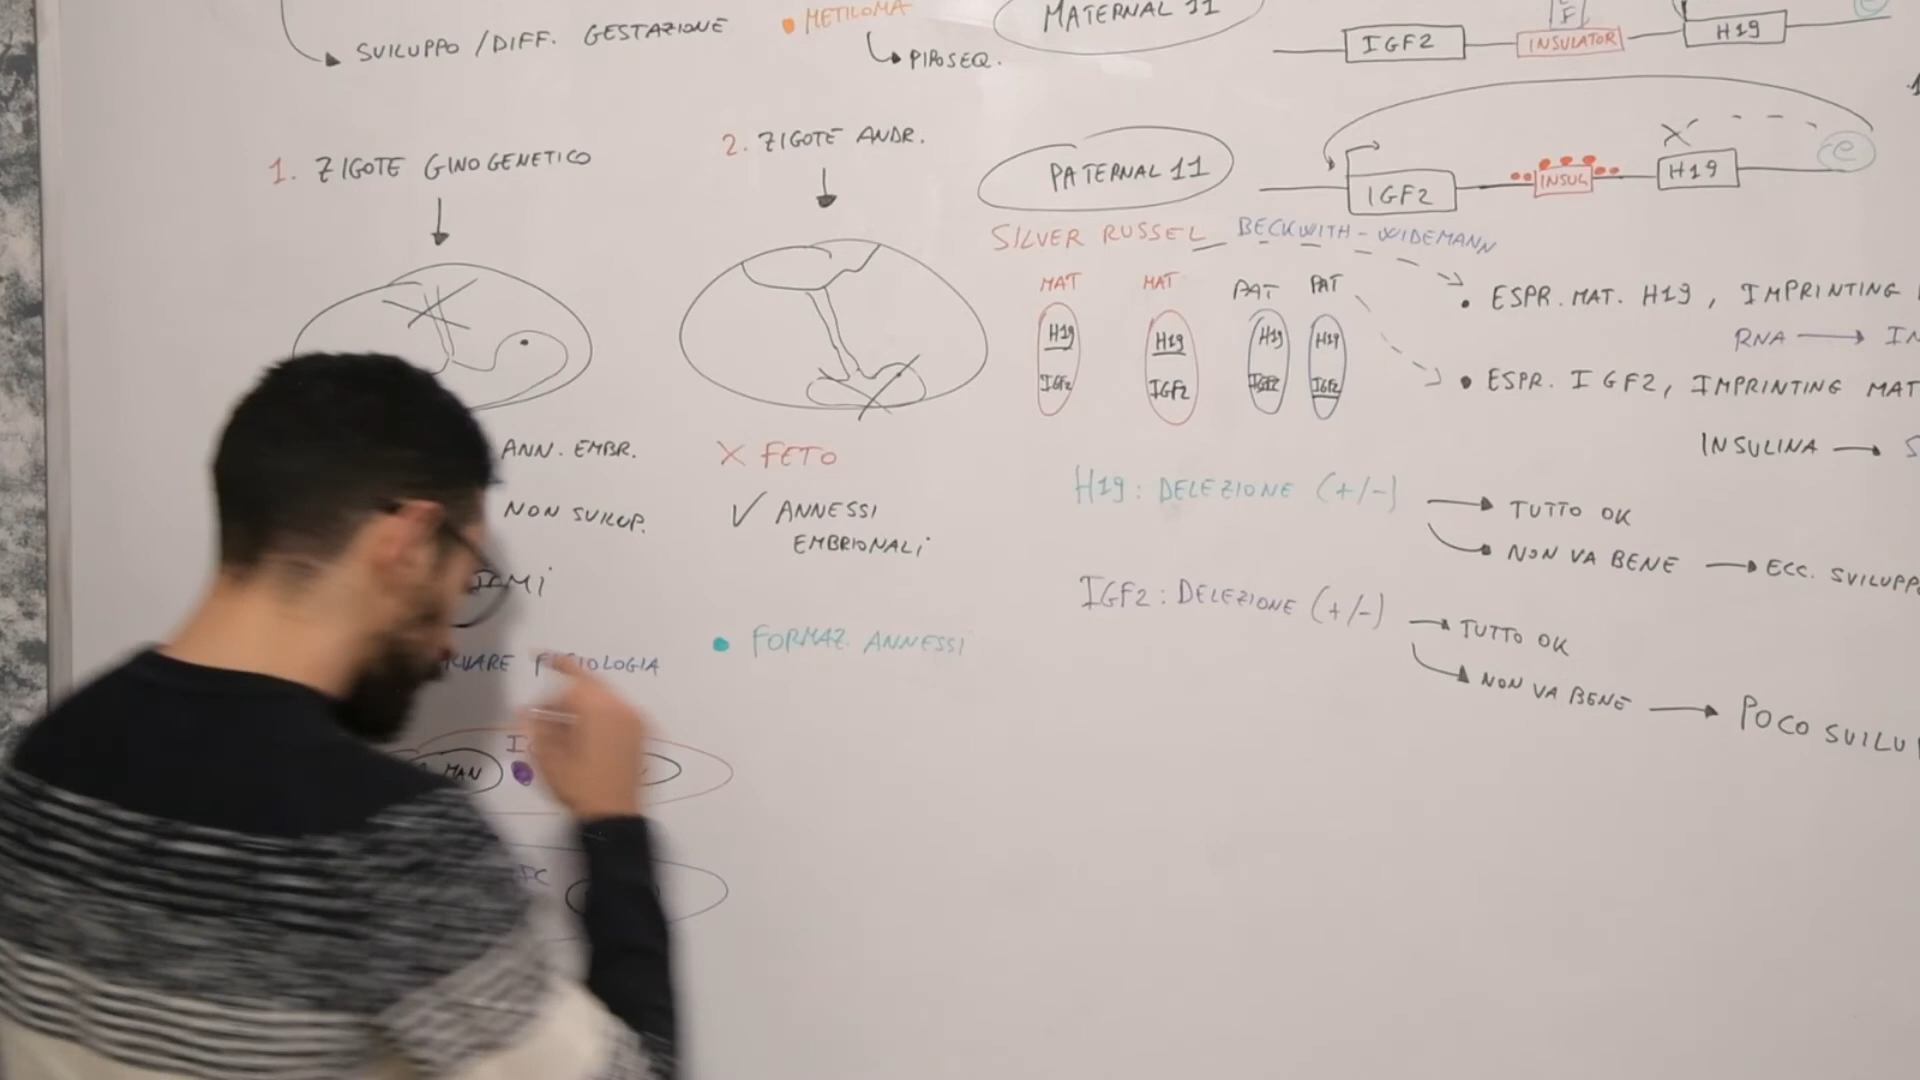 SVILUPPO / DIFF. GESTAZIONE
METILOMA
PIROSEQ.
1. ZIGOTE GINOGENETICO
2. ZIGOTE ANDR.
ANN. EMBR.
NON SVILUP.
X FETO
✓ ANNESSI
EMBRIONALI
FISIOLOGIA
• FORMAZ. ANNESSI
MAN
MATERNAL 11
IGF2
INSULATOR
H19
PATERNAL 11
IGF2
INSUL
H19
e
SILVER RUSSEL
BECKWITH - WIDEMANN
MAT MAT PAT PAT
H19 H19 H19 H19
IGF2 IGF2 IGF2 IGF2
• ESPR. MAT. H19, IMPRINTING
RNA
• ESPR. IGF2, IMPRINTING MAT
INSULINA
H19: DELEZIONE (+/-)
TUTTO OK
NON VA BENE
ECC. SVILUPPO
IGF2: DELEZIONE (+/-)
TUTTO OK
NON VA BENE
POCO